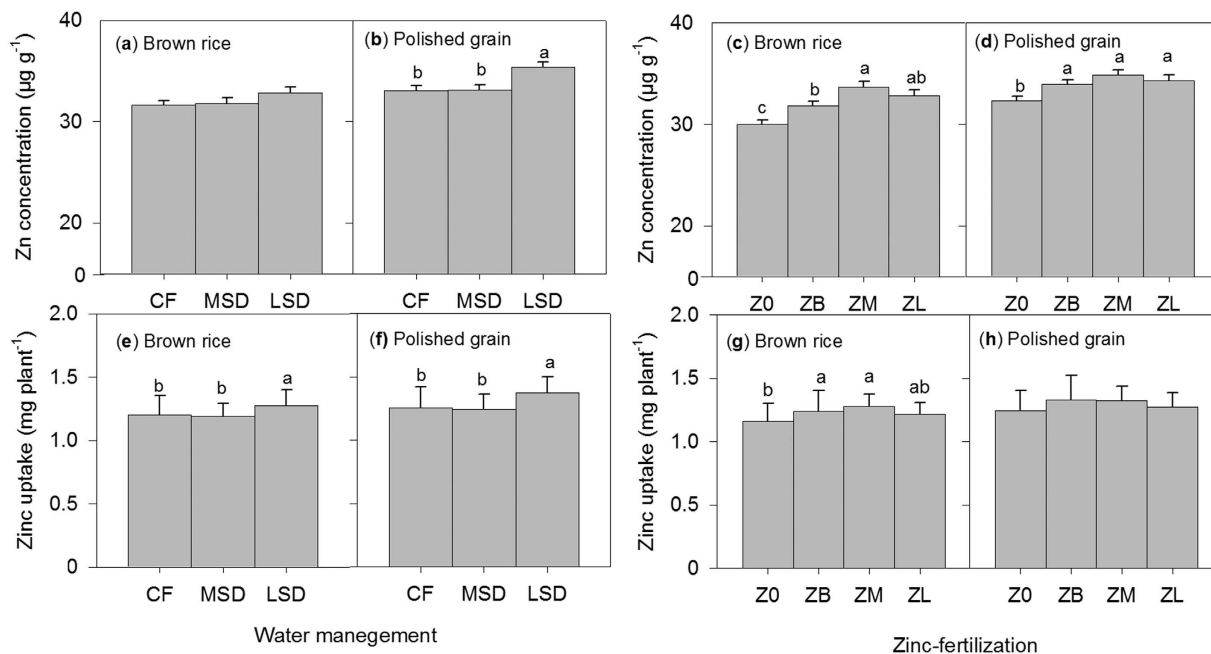 Zn concentration (µg g-1)
40
30
20
0
(a) Brown rice
(b) Polished grain
b
b
a
CF MSD LSD
CF MSD LSD
Zn concentration (µg g-1)
40
30
20
0
(c) Brown rice
(d) Polished grain
c
b
a
ab
b
a
a
a
Z0 ZB ZM ZL
Z0 ZB ZM ZL
Zinc uptake (mg plant-1)
2.0
1.5
1.0
0.5
0
(e) Brown rice
(f) Polished grain
b
b
a
b
b
a
CF MSD LSD
CF MSD LSD
Water manegement
Zinc uptake (mg plant-1)
2.0
1.5
1.0
0.5
0
(g) Brown rice
(h) Polished grain
b
a
a
ab
Z0 ZB ZM ZL
Z0 ZB ZM ZL
Zinc-fertilization